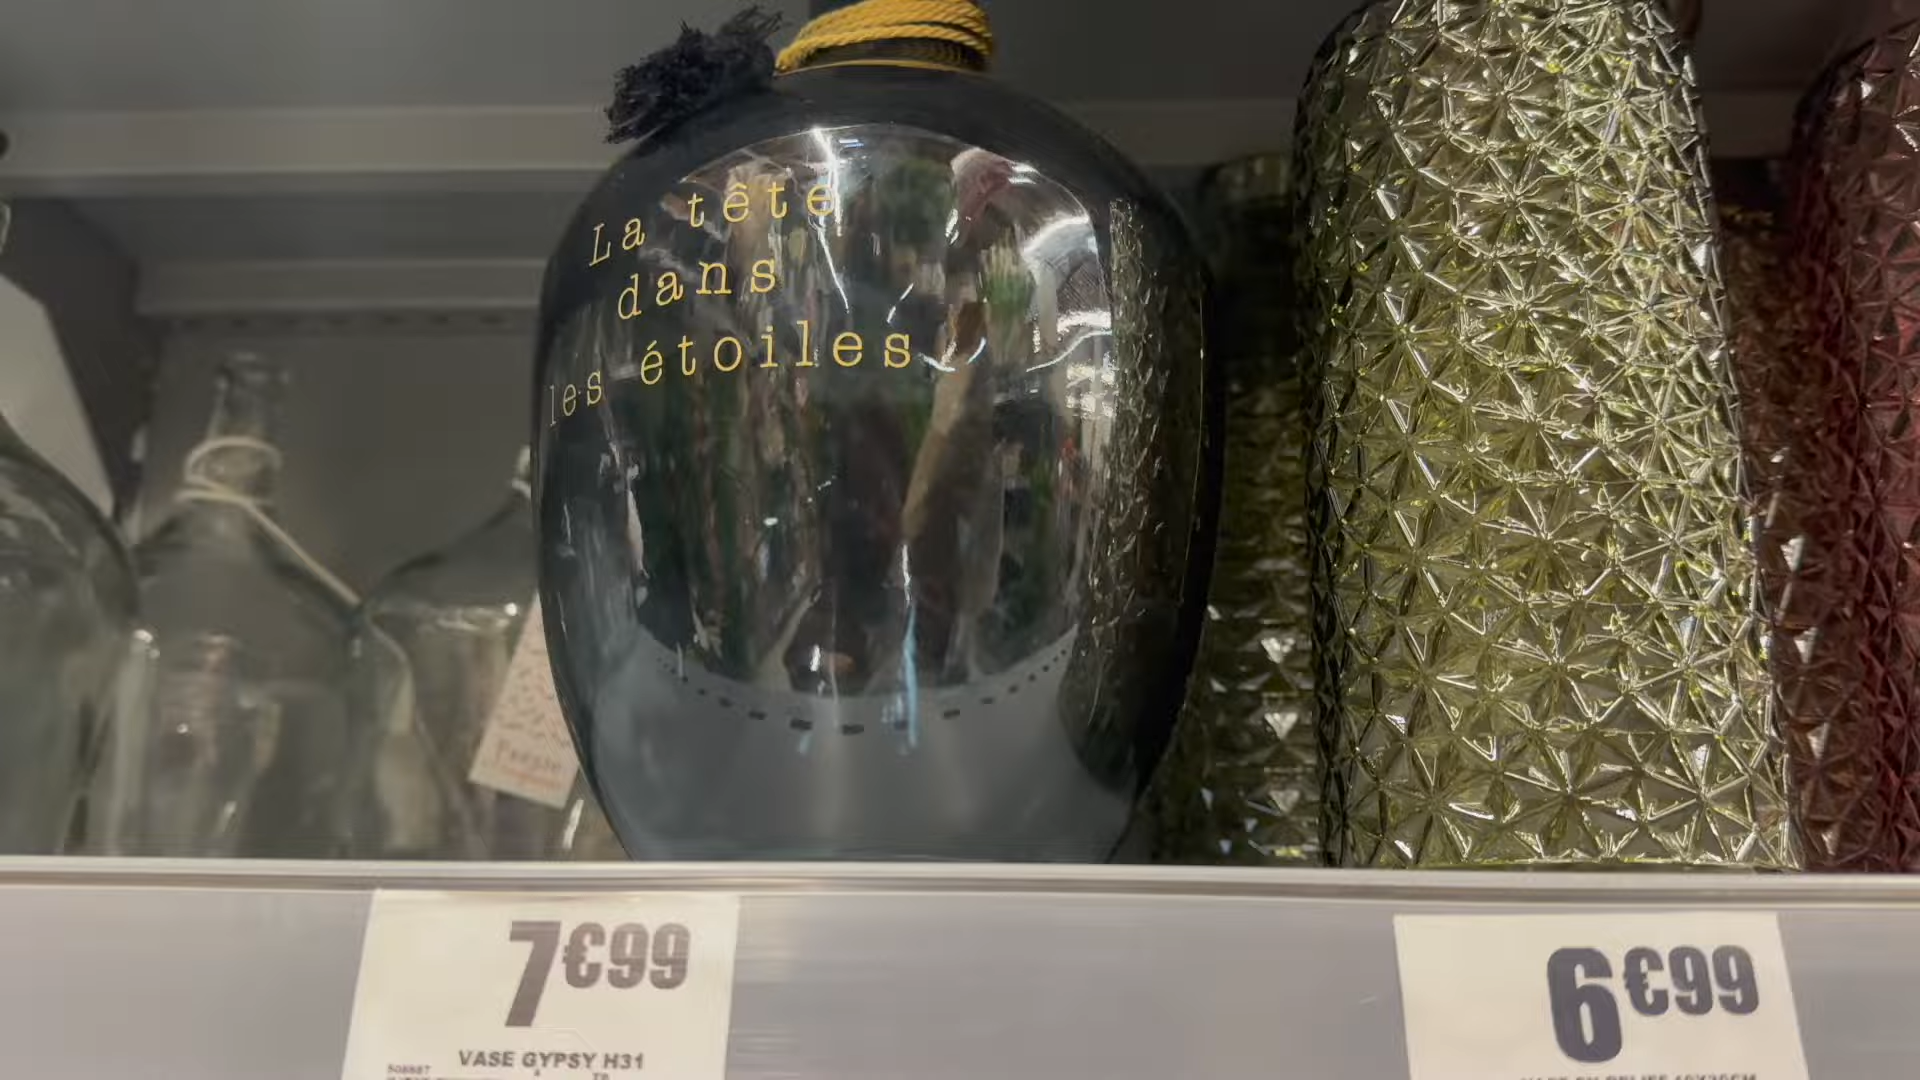 La tête
dans
les étoiles
7€99
VASE GYPSY H31
6€99